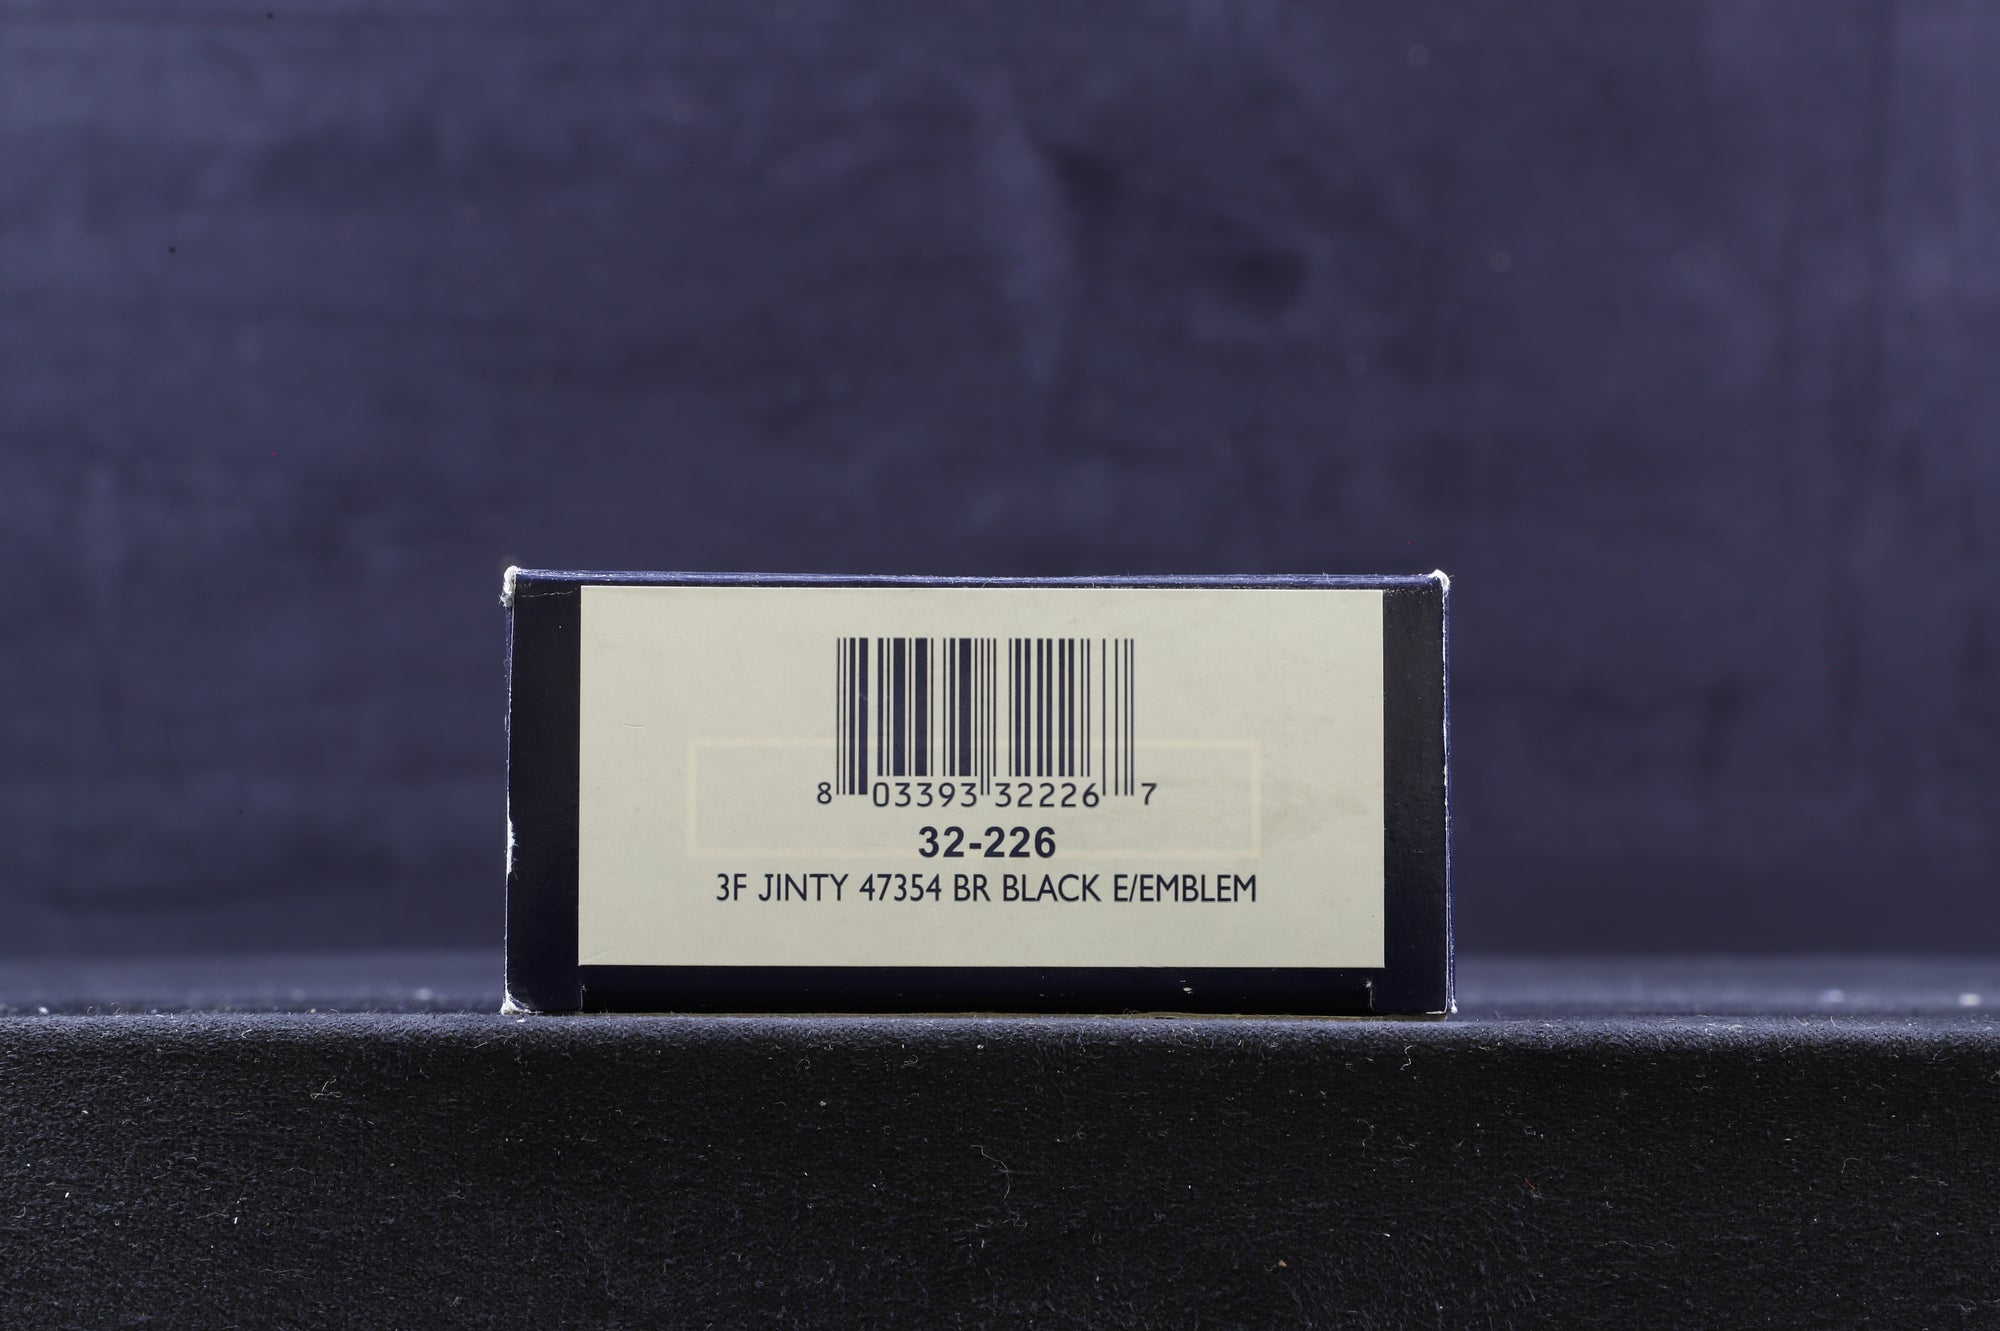 8 03393 32226 7
32-226
3F JINTY 47354 BR BLACK E/EMBLEM